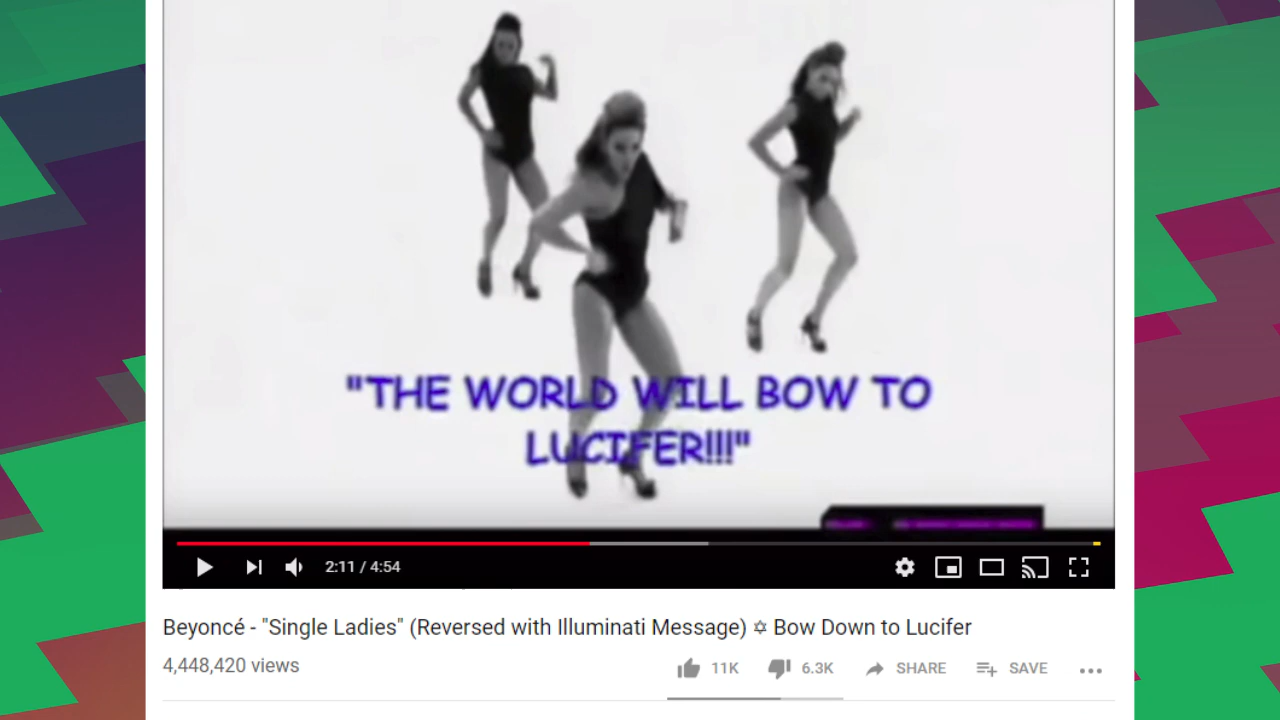 "THE WORLD WILL BOW TO
LUCIFER!!!"
2:11 / 4:54
Beyoncé - "Single Ladies" (Reversed with Illuminati Message) ✡ Bow Down to Lucifer
4,448,420 views
11K 6.3K SHARE SAVE